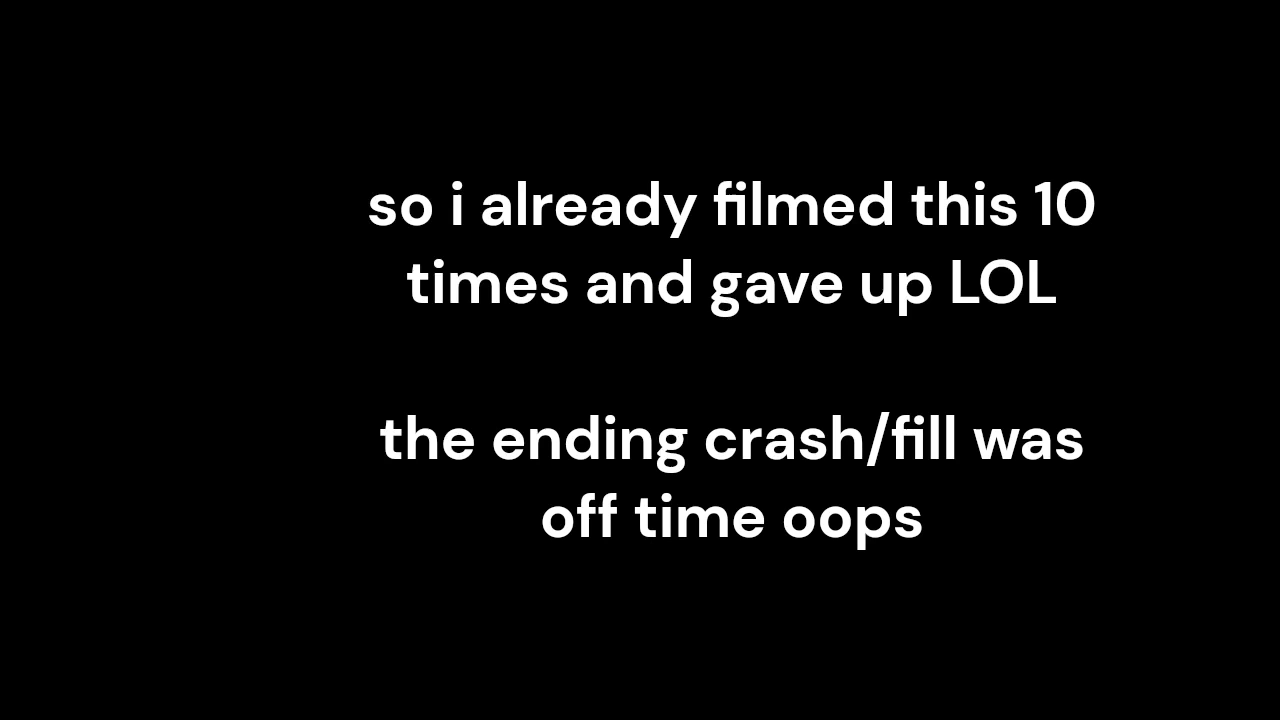 so i already filmed this 10
times and gave up LOL
the ending crash/fill was
off time oops